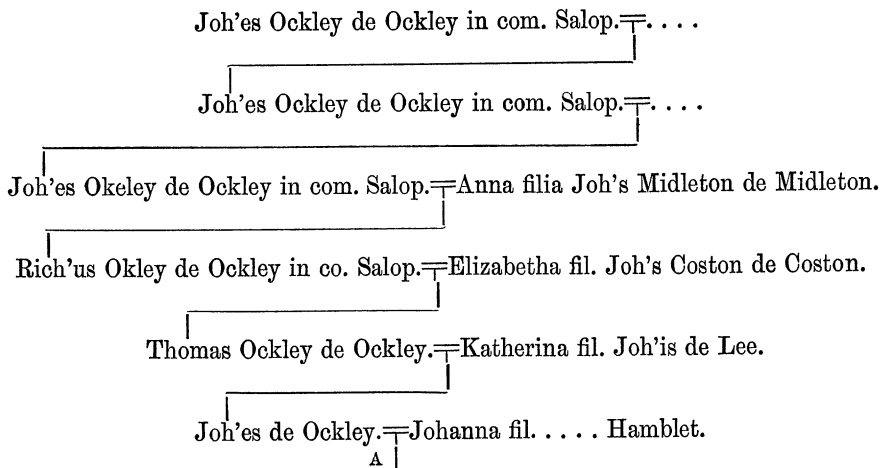 Joh'es Ockley de Ockley in com. Salop.=. . . .
Joh'es Ockley de Ockley in com. Salop.=. . . .
Joh'es Okeley de Ockley in com. Salop.=Anna filia Joh's Midleton de Midleton.
Rich'us Okley de Ockley in co. Salop.=Elizabetha fil. Joh's Coston de Coston.
Thomas Ockley de Ockley.=Katherina fil. Joh'is de Lee.
Joh'es de Ockley.=Johanna fil. . . . . Hamblet.
A